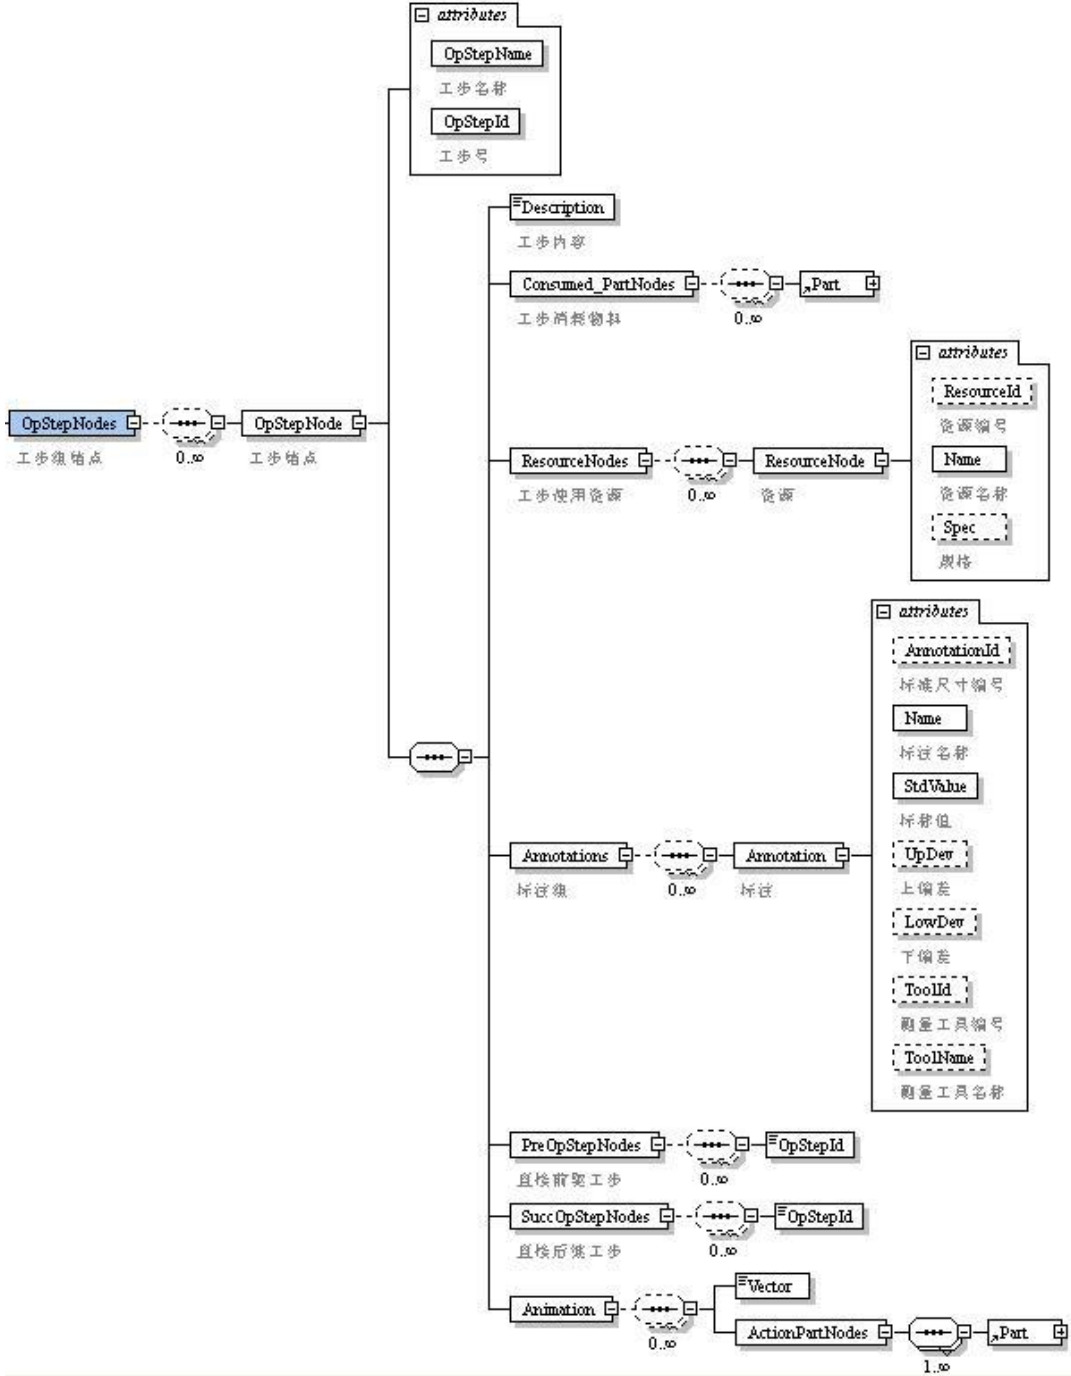 attributes
OpStepName
工步名称
OpStepId
工步号
Description
工步内容
Consumed_PartNodes
0..∞
Part
工步消耗物料
attributes
ResourceId
资源编号
Name
资源名称
Spec
规格
OpStepNodes
0..∞
OpStepNode
工步组结点
工步结点
ResourceNodes
0..∞
ResourceNode
工步使用资源
资源
attributes
AnnotationId
标准尺寸编号
Name
标注名称
StdValue
标称值
UpDev
上偏差
LowDev
下偏差
ToolId
测量工具编号
ToolName
测量工具名称
Annotations
0..∞
Annotation
标注组
标注
PreOpStepNodes
0..∞
OpStepId
直接前驱工步
SuccOpStepNodes
0..∞
OpStepId
直接后继工步
Animation
0..∞
Vector
ActionPartNodes
1..∞
Part